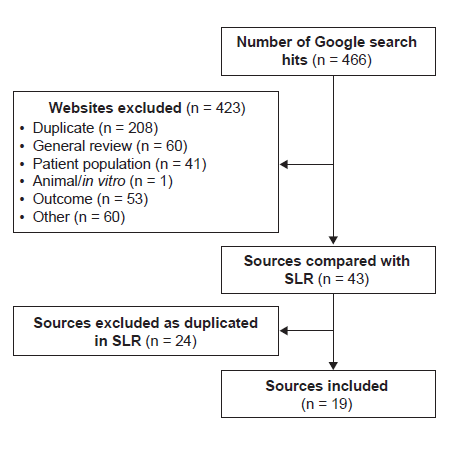 Number of Google search
hits (n = 466)
Websites excluded (n = 423)
• Duplicate (n = 208)
• General review (n = 60)
• Patient population (n = 41)
• Animal/in vitro (n = 1)
• Outcome (n = 53)
• Other (n = 60)
Sources compared with
SLR (n = 43)
Sources excluded as duplicated
in SLR (n = 24)
Sources included
(n = 19)